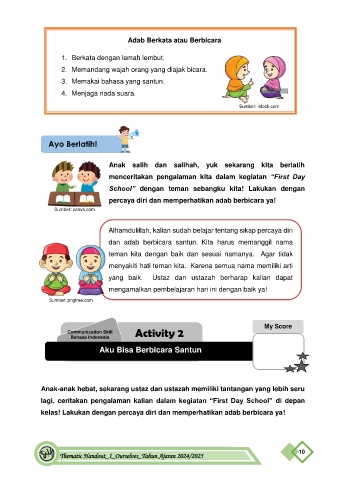 Adab Berkata atau Berbicara
1. Berkata dengan lemah lembut.
2. Memandang wajah orang yang diajak bicara.
3. Memakai bahasa yang santun.
4. Menjaga nada suara.
Sumber: istock.com
Ayo Berlatih!
Anak salih dan salihah, yuk sekarang kita berlatih
menceritakan pengalaman kita dalam kegiatan "First Day
School" dengan teman sebangku kita! Lakukan dengan
percaya diri dan memperhatikan adab berbicara ya!
Sumber: canva.com
Alhamdulillah, kalian sudah belajar tentang sikap percaya diri
dan adab berbicara santun. Kita harus memanggil nama
teman kita dengan baik dan sesuai namanya. Agar tidak
menyakiti hati teman kita. Karena semua nama memiliki arti
yang baik. Ustaz dan ustazah berharap kalian dapat
mengamalkan pembelajaran hari ini dengan baik ya!
Sumber: pngtree.com
Communication Skill
Bahasa Indonesia
Activity 2
My Score
Aku Bisa Berbicara Santun
Anak-anak hebat, sekarang ustaz dan ustazah memiliki tantangan yang lebih seru
lagi. ceritakan pengalaman kalian dalam kegiatan "First Day School" di depan
kelas! Lakukan dengan percaya diri dan memperhatikan adab berbicara ya!
Thematic Handout_1_Ourselves_Tahun Ajaran 2024/2025
10